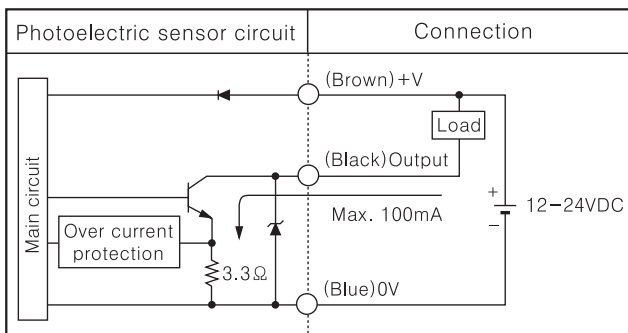 Photoelectric sensor circuit
Connection
(Brown)+V
Load
(Black)Output
Main circuit
Max. 100mA
+
12-24VDC
-
Over current
protection
3.3Ω
(Blue)0V